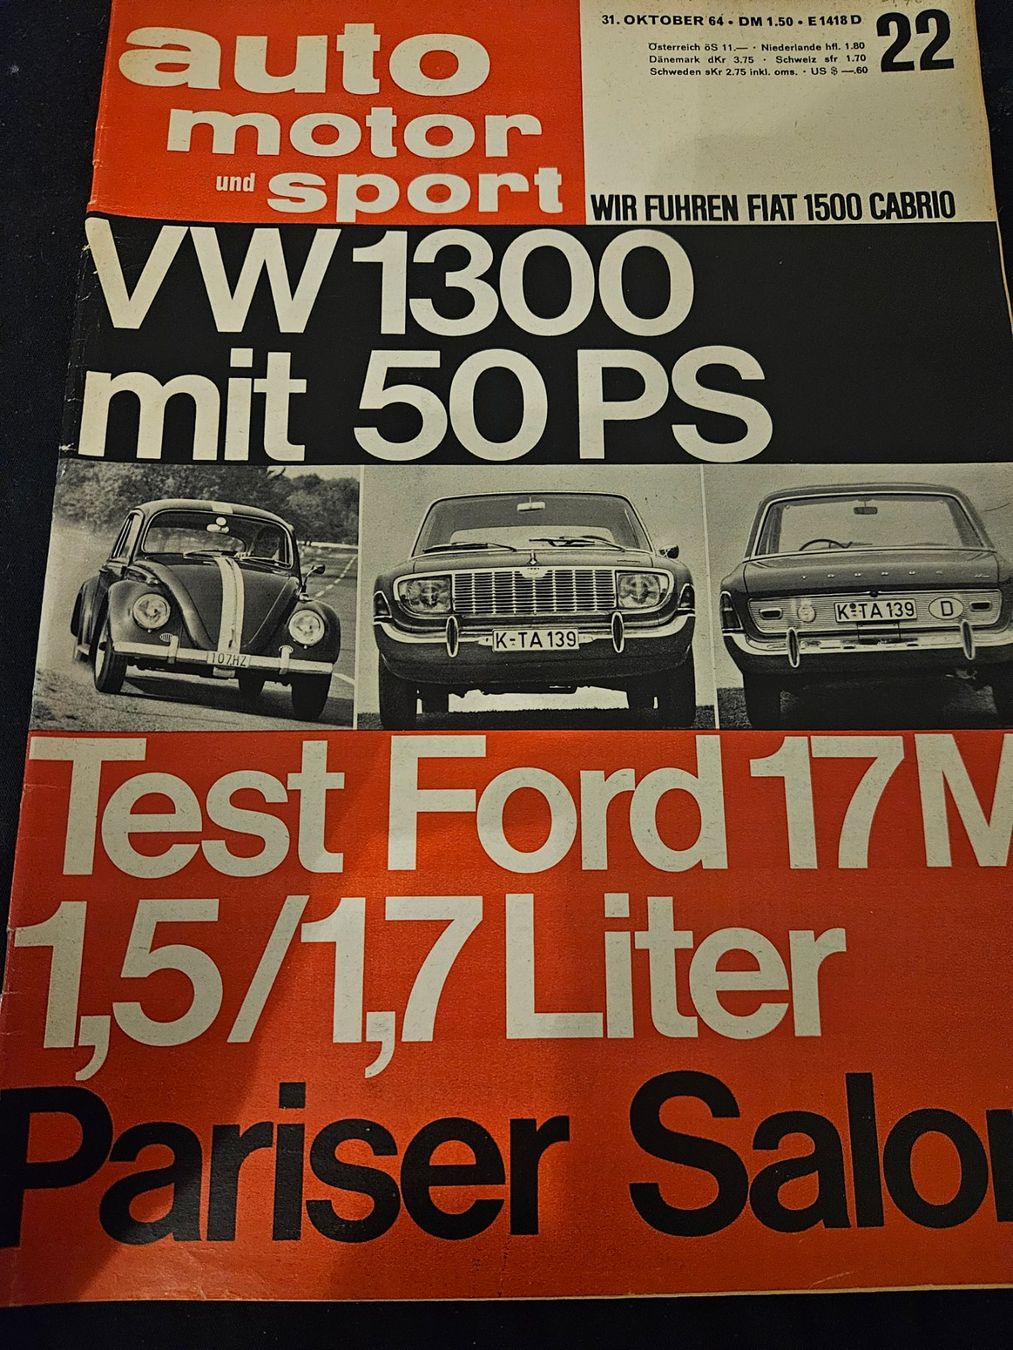 auto
motor
und sport
31. OKTOBER 64 • DM 1.50 • E 1418 D
22
Österreich öS 11.— · Niederlande hfl. 1.80
Dänemark dKr 3.75 · Schweiz sfr 1.70
Schweden sKr 2.75 inkl. oms. · US $ —.60
WIR FUHREN FIAT 1500 CABRIO
VW 1300
mit 50 PS
107HZ
K-TA 139
K-TA 139
D
Test Ford 17M
1,5/1,7 Liter
Pariser Salon